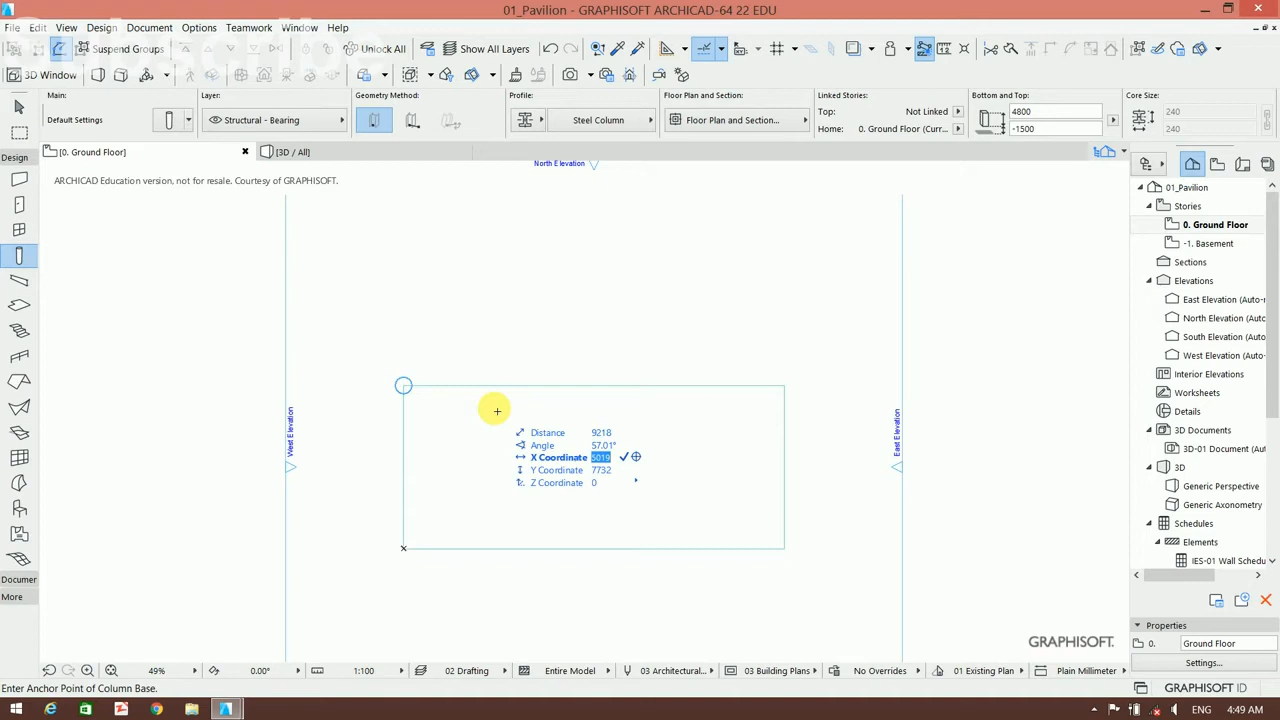 01_Pavilion - GRAPHISOFT ARCHICAD-64 22 EDU
File Edit View Design Document Options Teamwork Window Help
Suspend Groups
Unlock All
Show All Layers
3D Window
Main:
Default Settings
Layer:
Structural - Bearing
Geometry Method:
Profile:
Steel Column
Floor Plan and Section:
Floor Plan and Section...
Linked Stories:
Top: Not Linked
Home: 0. Ground Floor (Curr...
Bottom and Top:
4800
-1500
Core Size:
240
240
[0. Ground Floor]
[3D / All]
Design
North Elevation
ARCHICAD Education version, not for resale. Courtesy of GRAPHISOFT.
West Elevation
East Elevation
Distance 9218
Angle 57.01°
X Coordinate 5019
Y Coordinate 7732
Z Coordinate 0
GRAPHISOFT.
01_Pavilion
Stories
0. Ground Floor
-1. Basement
Sections
Elevations
East Elevation (Auto-r
North Elevation (Auto
South Elevation (Auto
West Elevation (Auto-
Interior Elevations
Worksheets
Details
3D Documents
3D-01 Document (Aut
3D
Generic Perspective
Generic Axonometry
Schedules
Elements
IES-01 Wall Schedu
Properties
0. Ground Floor
Settings...
Documen
More
49%
0.00°
1:100
02 Drafting
Entire Model
03 Architectural...
03 Building Plans
No Overrides
01 Existing Plan
Plain Millimeter
Enter Anchor Point of Column Base.
GRAPHISOFT ID
ENG 4:49 AM